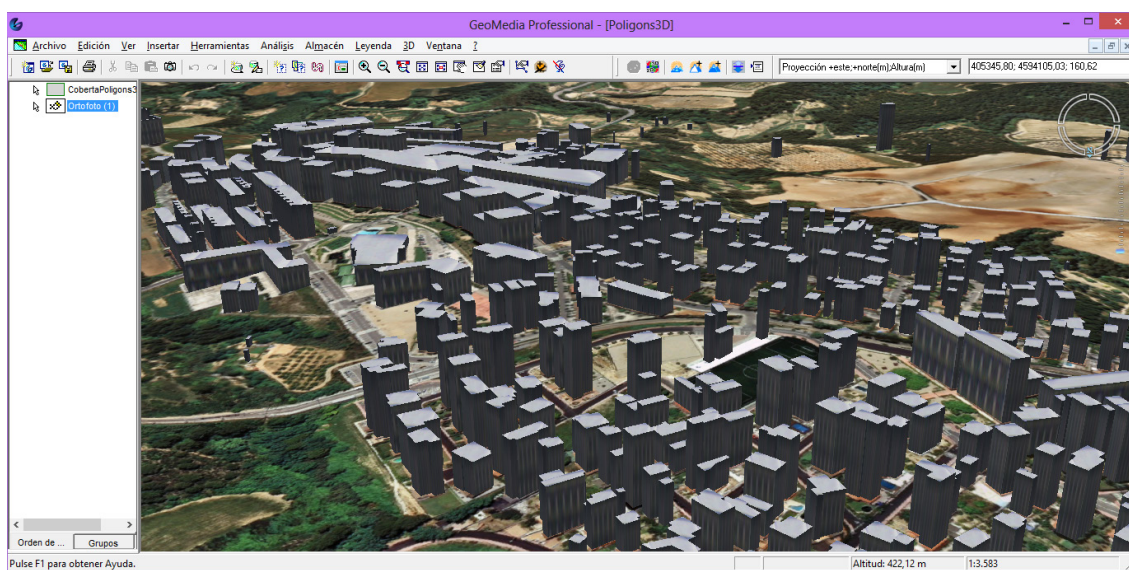 GeoMedia Professional - [Poligons3D]
Archivo Edición Ver Insertar Herramientas Análisis Almacén Leyenda 3D Ventana ?
Proyección +este;+norte(m);Altura(m) 405345,80; 4594105,03; 160,62
CobertaPoligons3
Ortofoto (1)
Orden de ... Grupos
Pulse F1 para obtener Ayuda. Altitud: 422,12 m 1:3.583